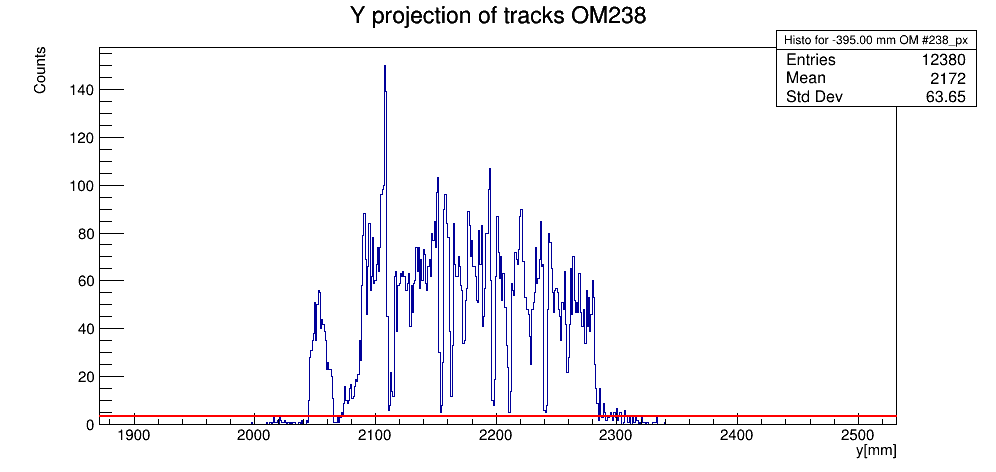 Y projection of tracks OM238
Histo for -395.00 mm OM #238_px
Entries 12380
Mean 2172
Std Dev 63.65
Counts
140
120
100
80
60
40
20
0
1900 2000 2100 2200 2300 2400 2500
y[mm]